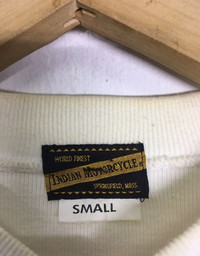 WORLD FINEST
INDIAN MOTORCYCLE
SPRINGFIELD, MASS.
SMALL